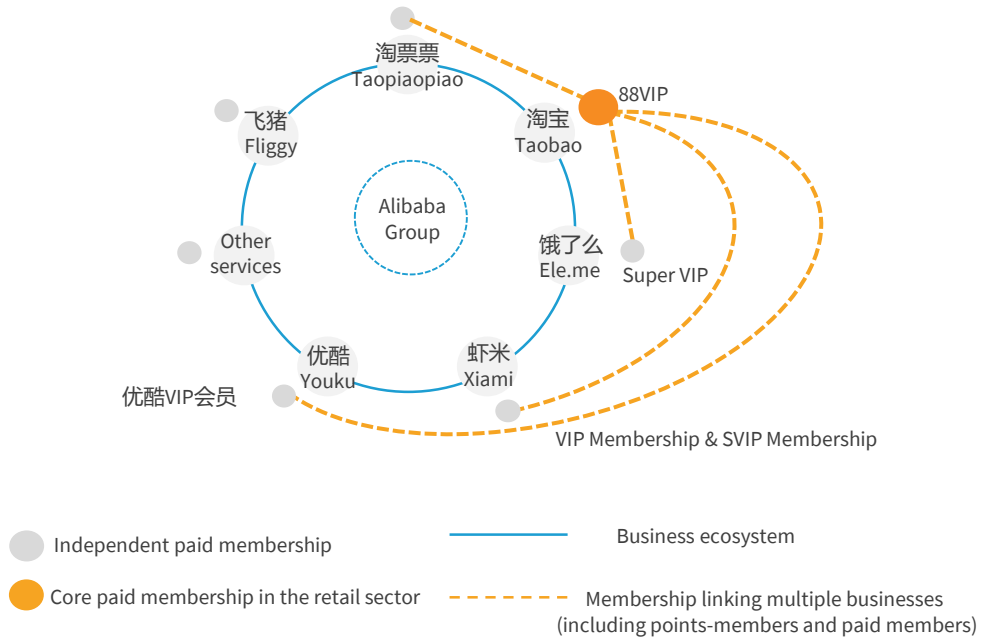 淘票票
Taopiaopiao
88VIP
飞猪
Fliggy
淘宝
Taobao
Alibaba
Group
Other
services
饿了么
Ele.me
Super VIP
优酷
Youku
虾米
Xiami
优酷VIP会员
VIP Membership & SVIP Membership
Independent paid membership
Business ecosystem
Core paid membership in the retail sector
Membership linking multiple businesses
(including points-members and paid members)